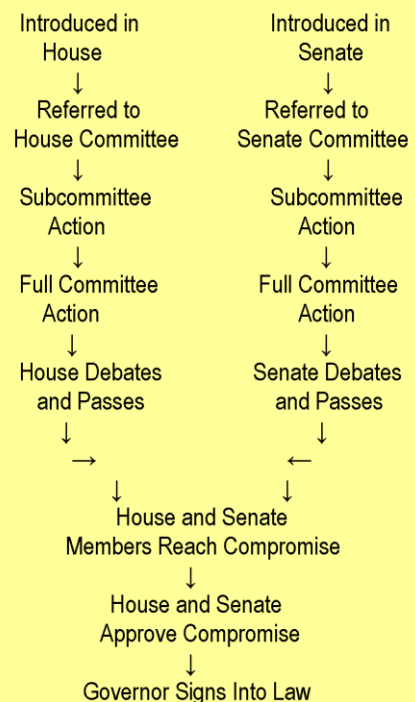 Introduced in
House
↓
Referred to
House Committee
↓
Subcommittee
Action
↓
Full Committee
Action
↓
House Debates
and Passes
↓
→
Introduced in
Senate
↓
Referred to
Senate Committee
↓
Subcommittee
Action
↓
Full Committee
Action
↓
Senate Debates
and Passes
↓
←
↓ ↓
House and Senate
Members Reach Compromise
↓
House and Senate
Approve Compromise
↓
Governor Signs Into Law